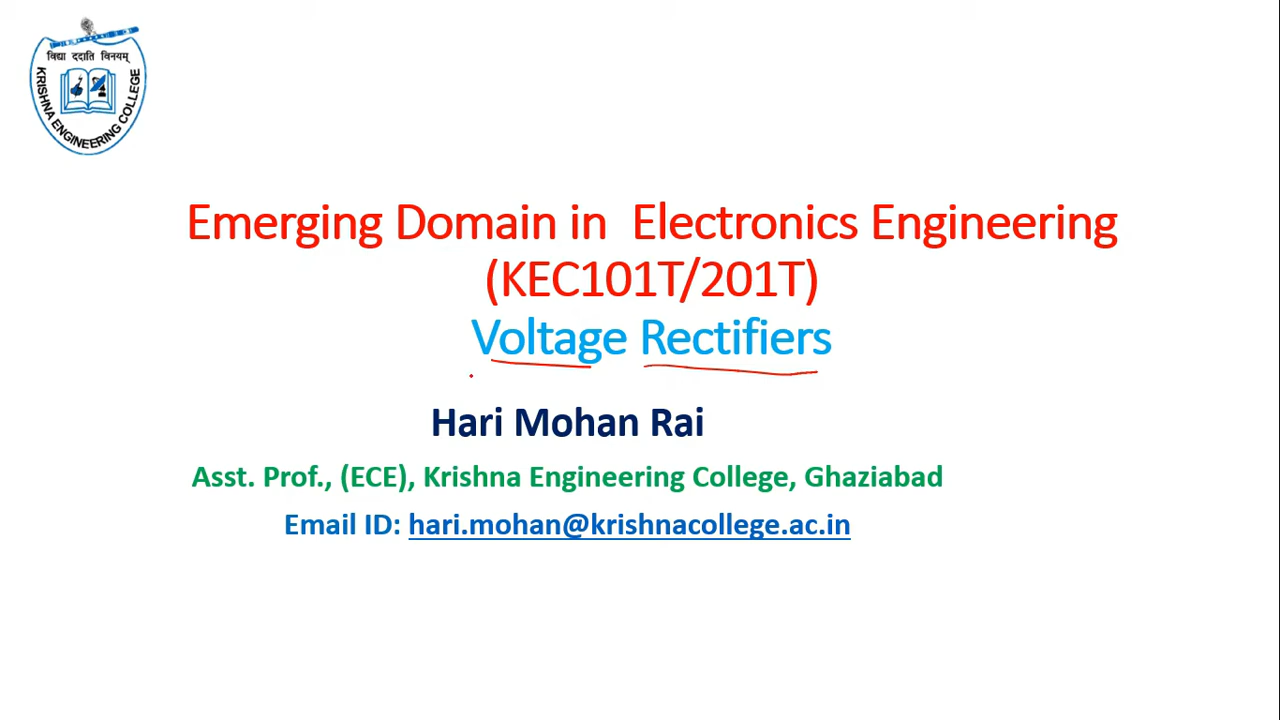 विद्या ददाति विनयम्
KRISHNA ENGINEERING COLLEGE
Emerging Domain in Electronics Engineering
(KEC101T/201T)
Voltage Rectifiers
Hari Mohan Rai
Asst. Prof., (ECE), Krishna Engineering College, Ghaziabad
Email ID: hari.mohan@krishnacollege.ac.in